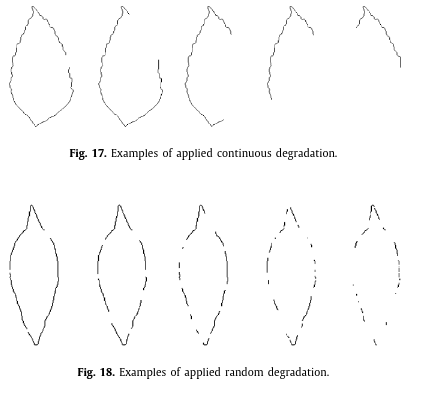 Fig. 17. Examples of applied continuous degradation.
Fig. 18. Examples of applied random degradation.